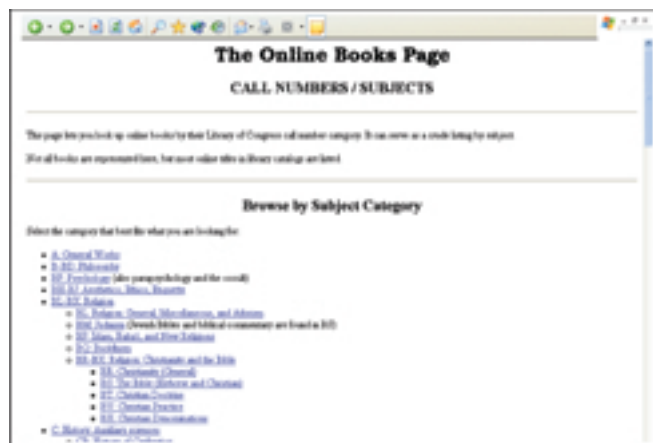 The Online Books Page
CALL NUMBERS / SUBJECTS
This page lets you look up online books by their Library of Congress call number category. It can serve as a crude listing by subject.
Not all books are represented here, but most online titles in library catalogs are listed.
Browse by Subject Category
Select the category that best fits what you are looking for:
A: General Works
B-BD: Philosophy
BF: Psychology (also parapsychology and the occult)
BH-BJ: Aesthetics, Ethics, Etiquette
BL-BX: Religion
BL: Religion: General, Miscellaneous, and Atheism
BM: Judaism (Jewish Bibles and biblical commentary are found in BS)
BP: Islam, Bahai, and New Religions
BQ: Buddhism
BR-BX: Religion: Christianity and the Bible
BR: Christianity (General)
BS: The Bible (Hebrew and Christian)
BT: Christian Doctrine
BV: Christian Practice
BX: Christian Denominations
C: History: Auxiliary sciences
CB: History of Civilization